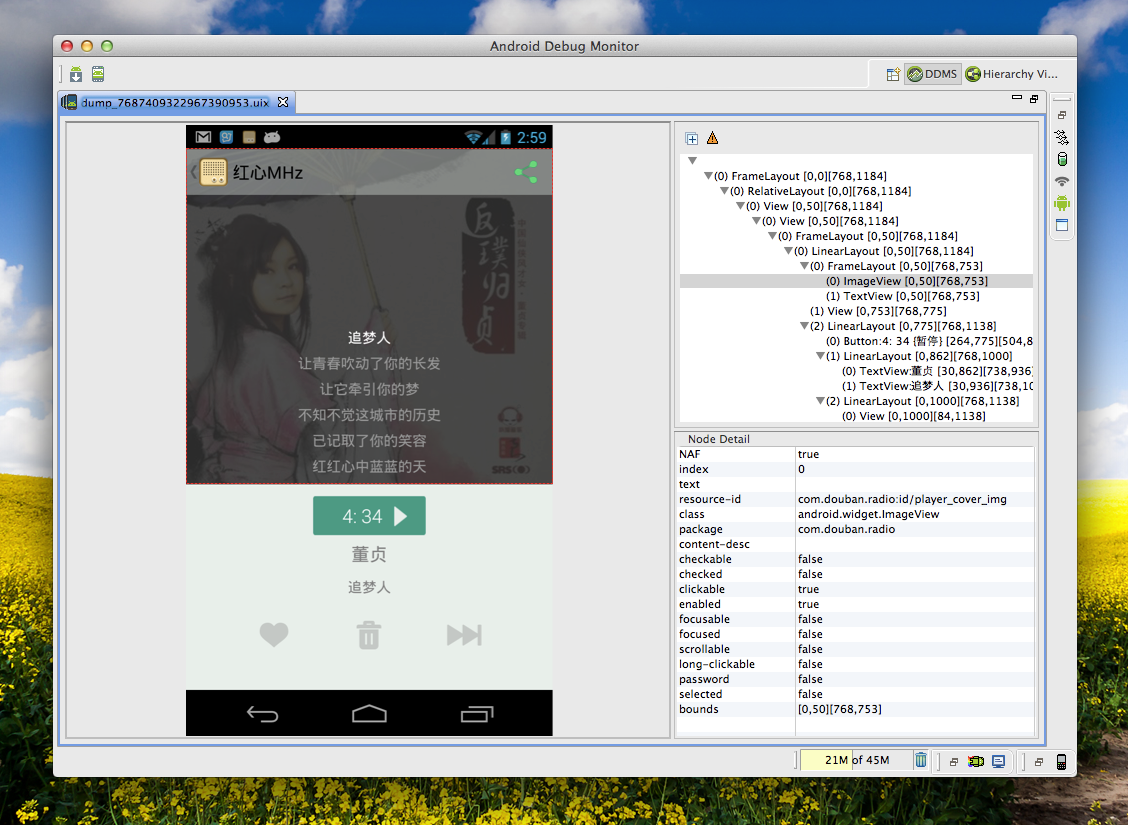 Android Debug Monitor
DDMS
Hierarchy Vi...
dump_7687409322967390953.uix
2:59
红心MHz
返璞归贞
追梦人
让青春吹动了你的长发
让它牵引你的梦
不知不觉这城市的历史
已记取了你的笑容
红红心中蓝蓝的天
4: 34
董贞
追梦人
(0) FrameLayout [0,0][768,1184]
(0) RelativeLayout [0,0][768,1184]
(0) View [0,50][768,1184]
(0) View [0,50][768,1184]
(0) FrameLayout [0,50][768,1184]
(0) LinearLayout [0,50][768,1184]
(0) FrameLayout [0,50][768,753]
(0) ImageView [0,50][768,753]
(1) TextView [0,50][768,753]
(1) View [0,753][768,775]
(2) LinearLayout [0,775][768,1138]
(0) Button:4: 34 {暂停} [264,775][504,8
(1) LinearLayout [0,862][768,1000]
(0) TextView:董贞 [30,862][738,936]
(1) TextView:追梦人 [30,936][738,10
(2) LinearLayout [0,1000][768,1138]
(0) View [0,1000][84,1138]
Node Detail
NAF true
index 0
text
resource-id com.douban.radio:id/player_cover_img
class android.widget.ImageView
package com.douban.radio
content-desc
checkable false
checked false
clickable true
enabled true
focusable false
focused false
scrollable false
long-clickable false
password false
selected false
bounds [0,50][768,753]
21M of 45M